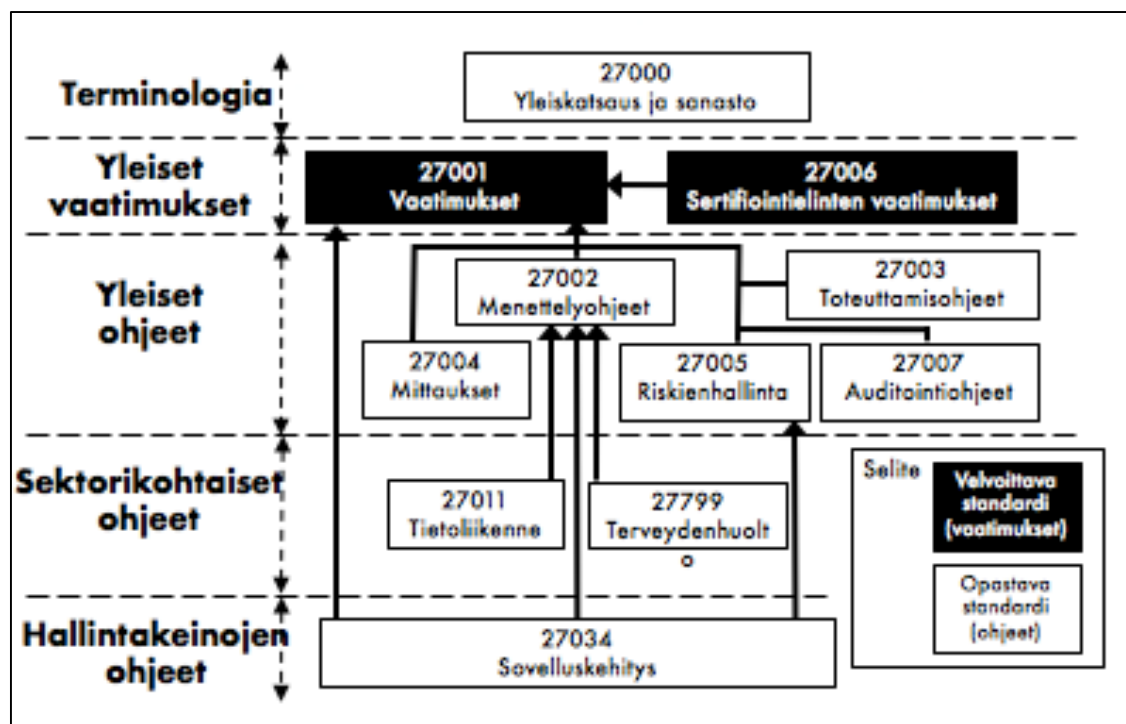 Terminologia
27000
Yleiskatsaus ja sanasto
Yleiset
vaatimukset
27001
Vaatimukset
27006
Sertifiointielinten vaatimukset
Yleiset
ohjeet
27002
Menettelyohjeet
27003
Toteuttamisohjeet
27004
Mittaukset
27005
Riskienhallinta
27007
Auditointiohjeet
Sektorikohtaiset
ohjeet
27011
Tietoliikenne
27799
Terveydenhuolt
o
Selite
Velvoittava
standardi
(vaatimukset)
Opastava
standardi
(ohjeet)
Hallintakeinojen
ohjeet
27034
Sovelluskehitys